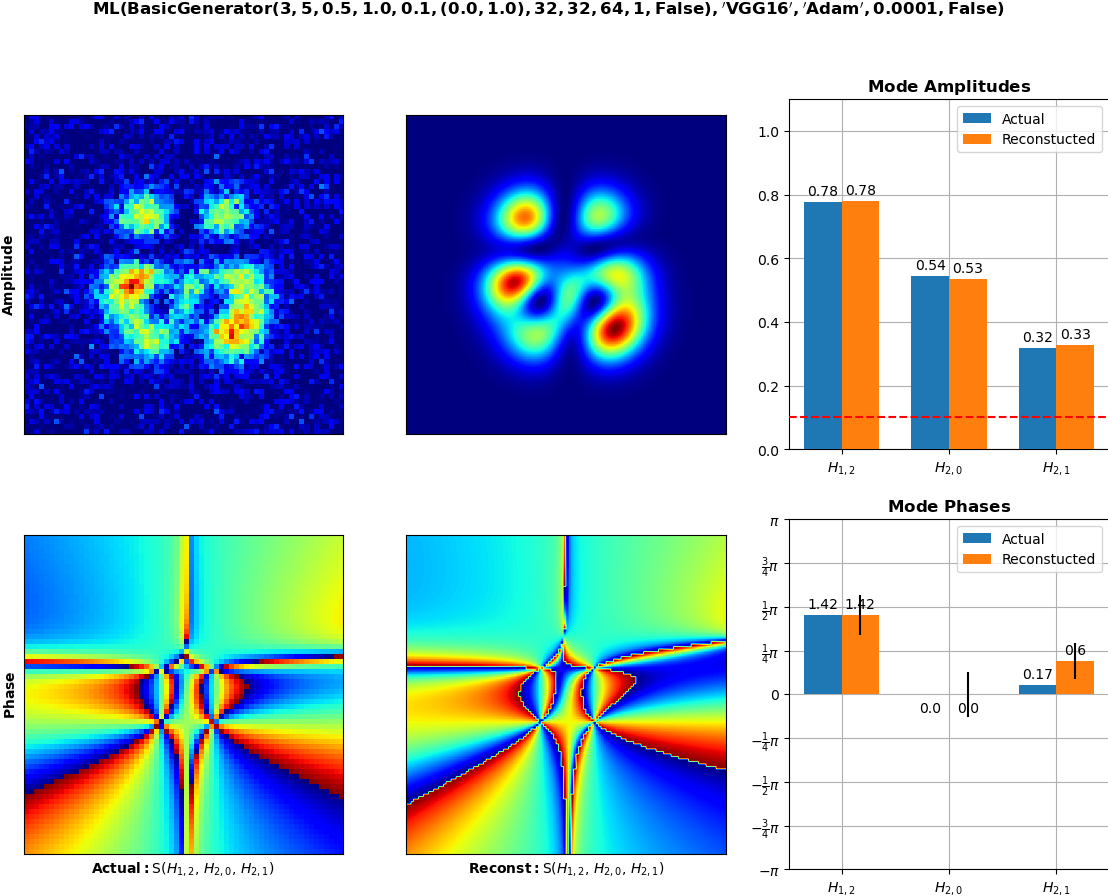 ML(BasicGenerator(3, 5, 0.5, 1.0, 0.1, (0.0, 1.0), 32, 32, 64, 1, False), ′VGG16′, ′Adam′, 0.0001, False)
Amplitude
Mode Amplitudes
Actual
Reconstucted
1.0
0.8
0.6
0.4
0.2
0.0
0.78
0.78
0.54
0.53
0.32
0.33
H1, 2
H2, 0
H2, 1
Phase
Actual: S(H1, 2, H2, 0, H2, 1)
Reconst: S(H1, 2, H2, 0, H2, 1)
Mode Phases
Actual
Reconstucted
π
3/4π
1/2π
1/4π
0
−1/4π
−1/2π
−3/4π
−π
1.42
1.42
0.0
0.0
0.17
0.6
H1, 2
H2, 0
H2, 1